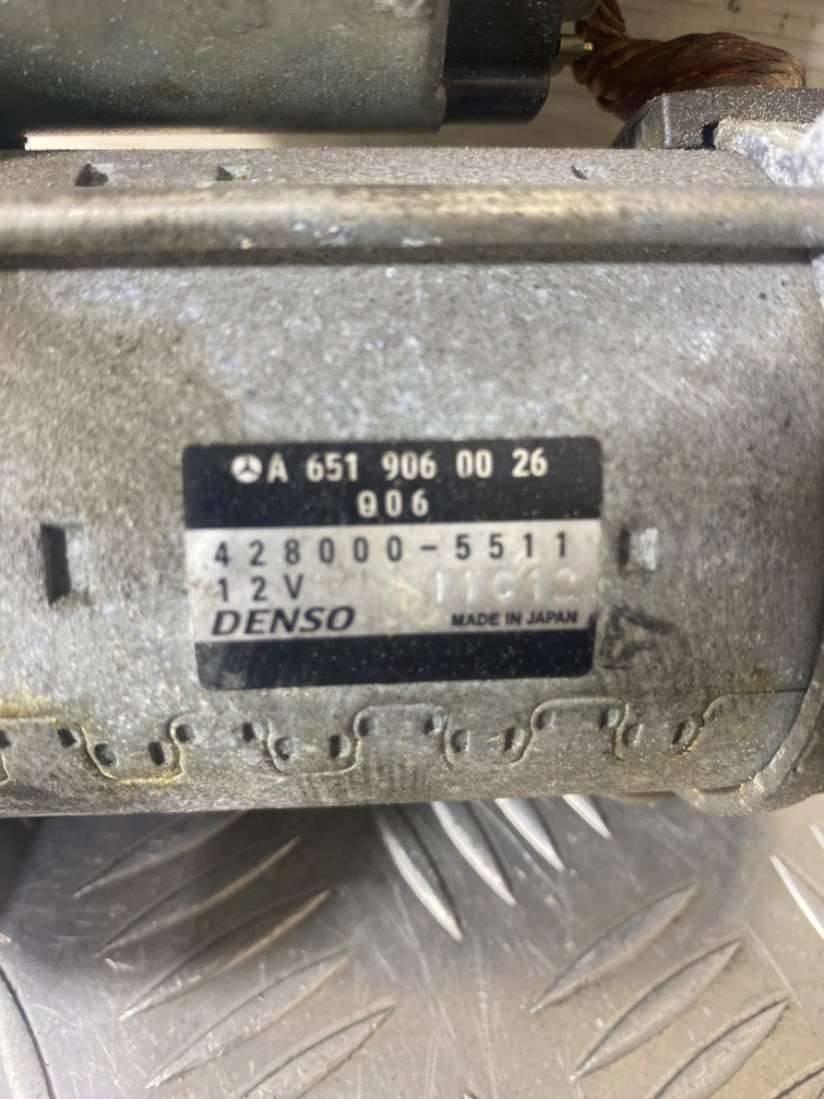 A 651 906 00 26
006
428000-5511
12V
DENSO
MADE IN JAPAN